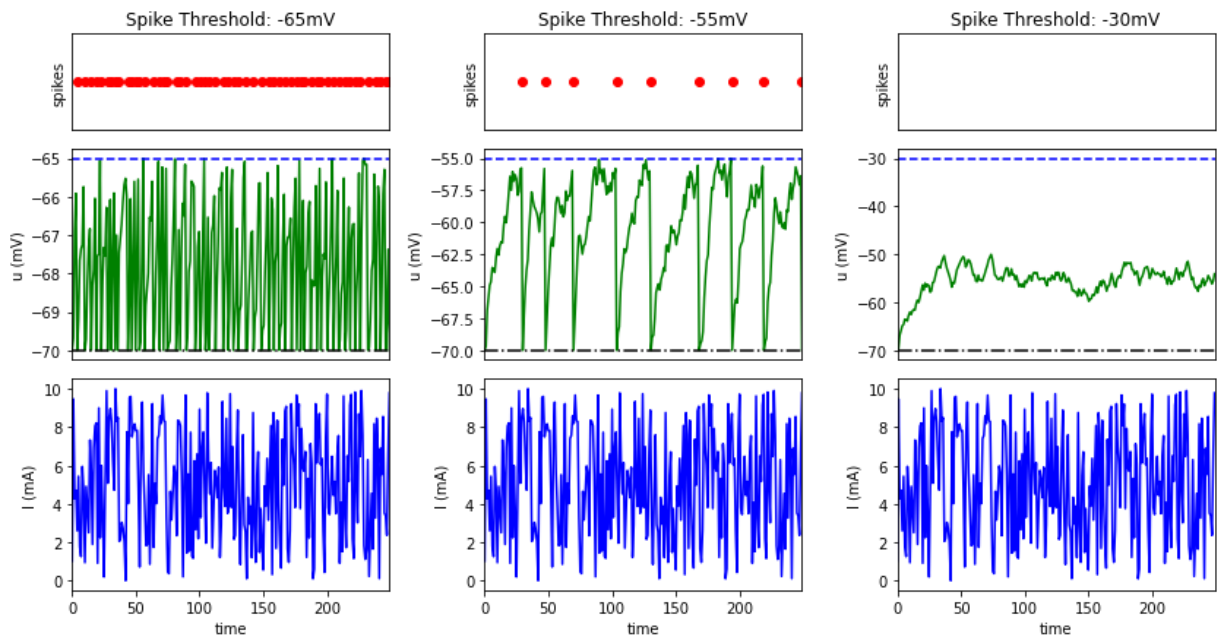 Spike Threshold: -65mV
Spike Threshold: -55mV
Spike Threshold: -30mV
spikes
spikes
spikes
−65
−66
−67
−68
−69
−70
u (mV)
−55.0
−57.5
−60.0
−62.5
−65.0
−67.5
−70.0
u (mV)
−30
−40
−50
−60
−70
u (mV)
10
8
6
4
2
0
I (mA)
0 50 100 150 200
time
10
8
6
4
2
0
I (mA)
0 50 100 150 200
time
10
8
6
4
2
0
I (mA)
0 50 100 150 200
time